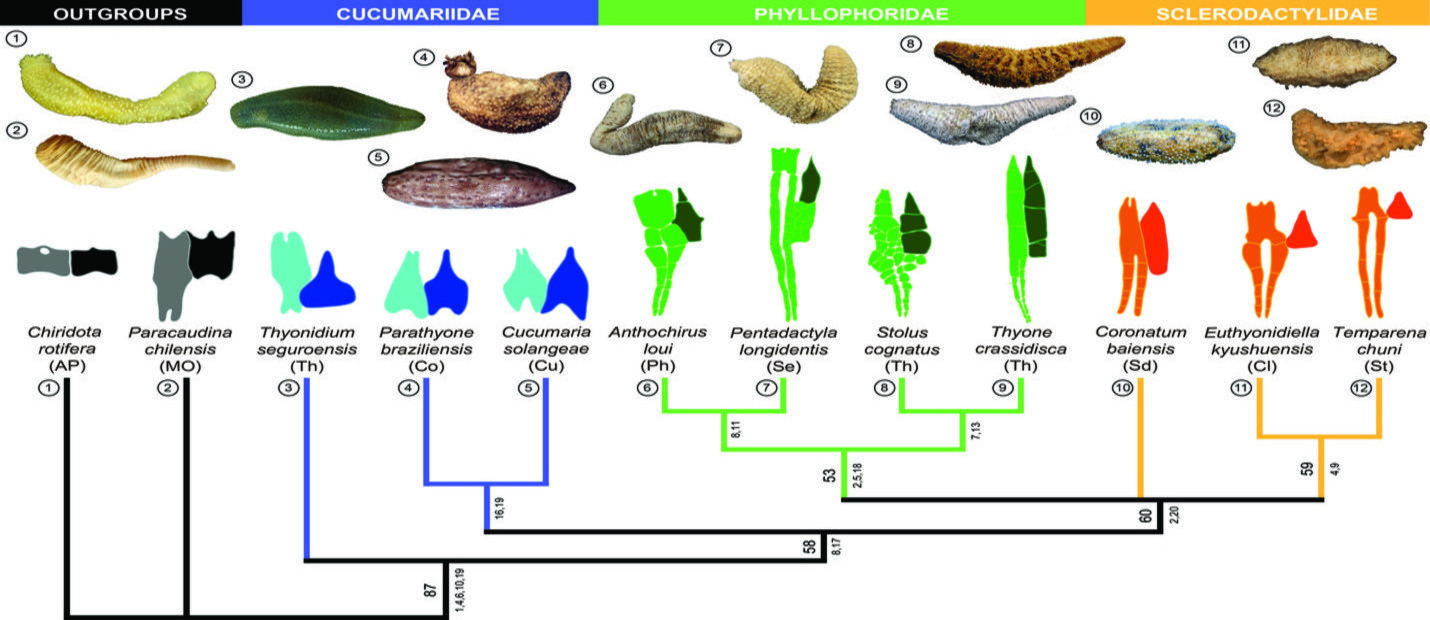 OUTGROUPS
CUCUMARIIDAE
PHYLLOPHORIDAE
SCLERODACTYLIDAE
1
2
3
4
5
6
7
8
9
10
11
12
Chiridota
rotifera
(AP)
Paracaudina
chilensis
(MO)
Thyonidium
seguroensis
(Th)
Parathyone
braziliensis
(Co)
Cucumaria
solangeae
(Cu)
Anthochirus
loui
(Ph)
Pentadactyla
longidentis
(Se)
Stolus
cognatus
(Th)
Thyone
crassidisca
(Th)
Coronatum
baiensis
(Sd)
Euthyonidiella
kyushuensis
(Cl)
Temparena
chuni
(St)
1
2
3
4
5
6
7
8
9
10
11
12
8,11
7,13
53
2,5,18
59
4,9
16,19
60
2,20
58
8,17
87
1,4,6,10,19